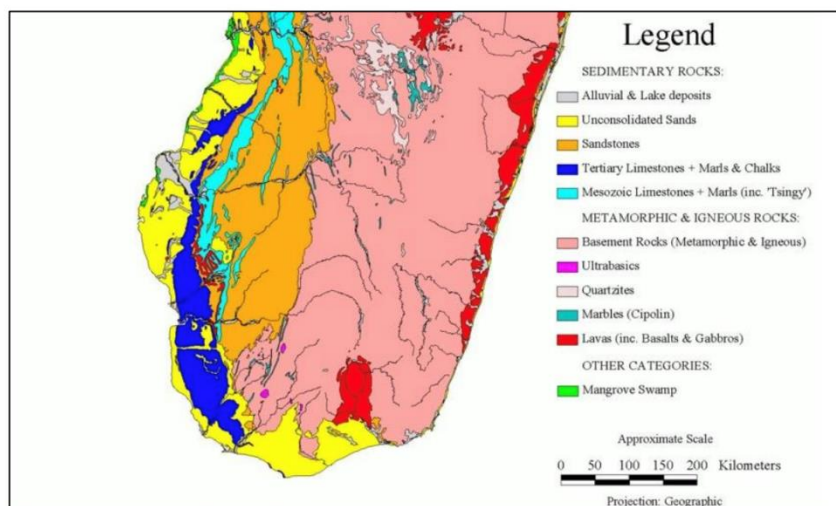 Legend
SEDIMENTARY ROCKS:
Alluvial & Lake deposits
Unconsolidated Sands
Sandstones
Tertiary Limestones + Marls & Chalks
Mesozoic Limestones + Marls (inc. 'Tsingy')
METAMORPHIC & IGNEOUS ROCKS:
Basement Rocks (Metamorphic & Igneous)
Ultrabasics
Quartzites
Marbles (Cipolin)
Lavas (inc. Basalts & Gabbros)
OTHER CATEGORIES:
Mangrove Swamp
Approximate Scale
0 50 100 150 200 Kilometers
Projection: Geographic